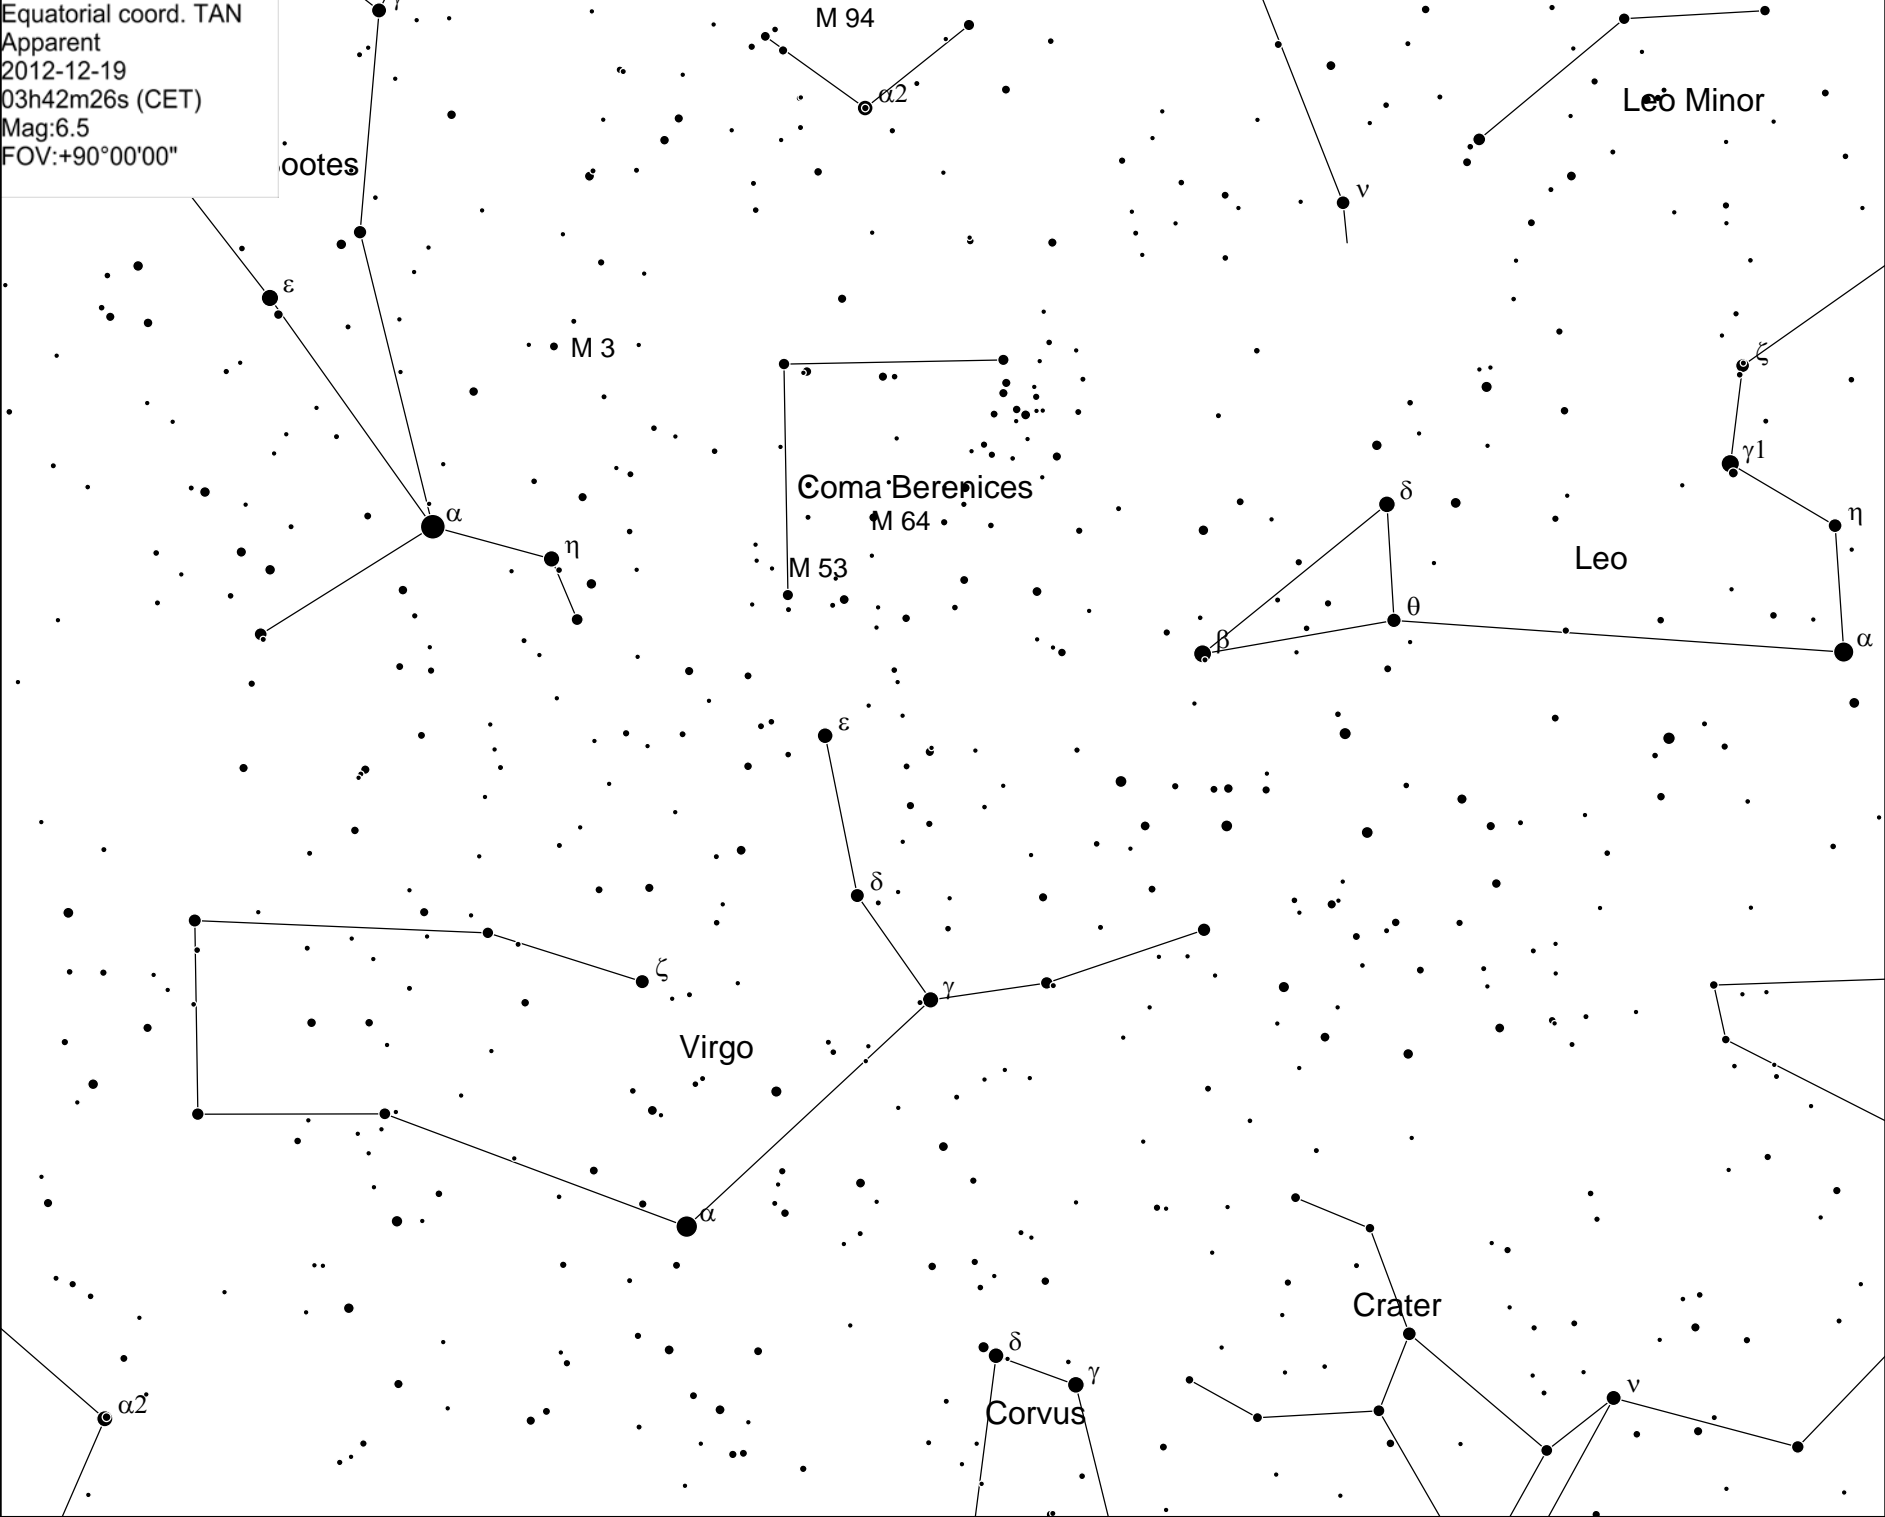 Equatorial coord. TAN
Apparent
2012-12-19
03h42m26s (CET)
Mag:6.5
FOV:+90°00'00"
ootes
M 94
α2
Leo Minor
ν
ε
M 3
ζ
γ1
Coma Berenices
M 64
α
η
δ
η
Leo
M 53
θ
β
α
ε
δ
ζ
γ
Virgo
α
Crater
δ
γ
ν
α2
Corvus